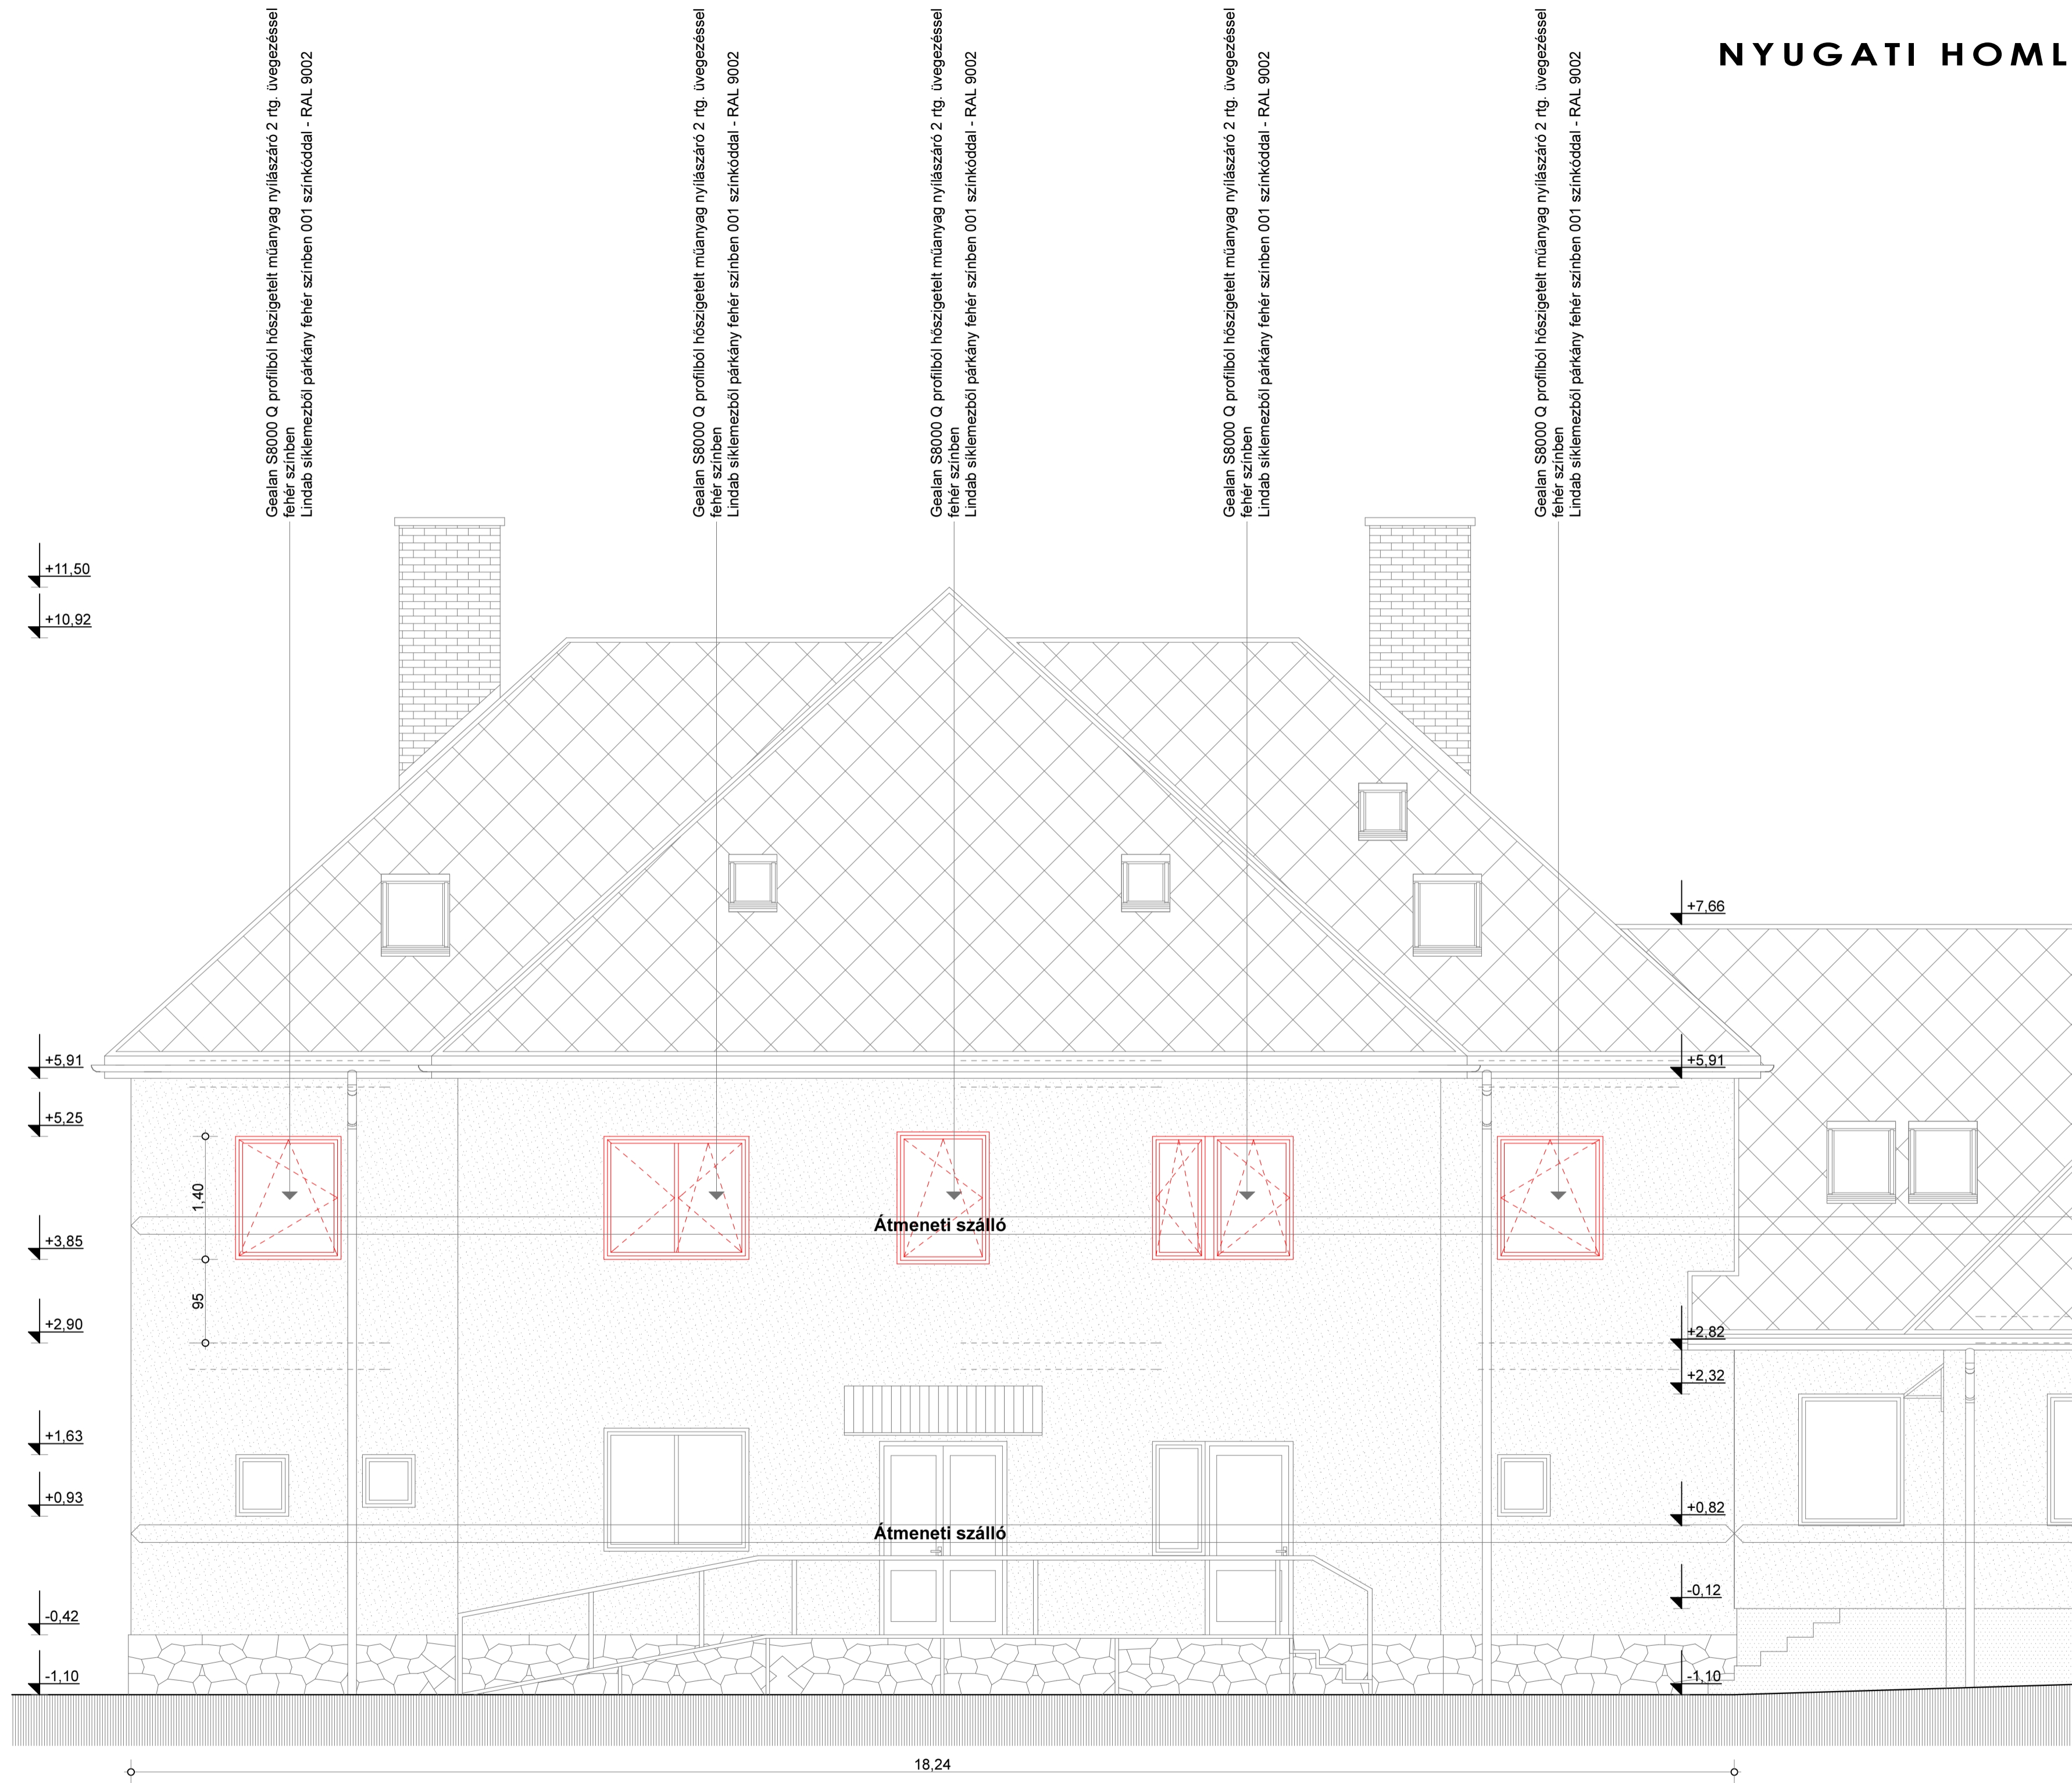 NYUGATI HOML
Gealan S8000 Q profilból hőszigetelt műanyag nyílászáró 2 rtg. üvegezéssel
fehér színben
Lindab síklemezből párkány fehér színben 001 színkóddal - RAL 9002
Gealan S8000 Q profilból hőszigetelt műanyag nyílászáró 2 rtg. üvegezéssel
fehér színben
Lindab síklemezből párkány fehér színben 001 színkóddal - RAL 9002
Gealan S8000 Q profilból hőszigetelt műanyag nyílászáró 2 rtg. üvegezéssel
fehér színben
Lindab síklemezből párkány fehér színben 001 színkóddal - RAL 9002
Gealan S8000 Q profilból hőszigetelt műanyag nyílászáró 2 rtg. üvegezéssel
fehér színben
Lindab síklemezből párkány fehér színben 001 színkóddal - RAL 9002
Gealan S8000 Q profilból hőszigetelt műanyag nyílászáró 2 rtg. üvegezéssel
fehér színben
Lindab síklemezből párkány fehér színben 001 színkóddal - RAL 9002
+11,50
+10,92
+7,66
+5,91
+5,91
+5,25
1,40
Átmeneti szálló
+3,85
95
+2,90
+2,82
+2,32
+1,63
+0,93
+0,82
Átmeneti szálló
-0,12
-0,42
-1,10
-1,10
18,24